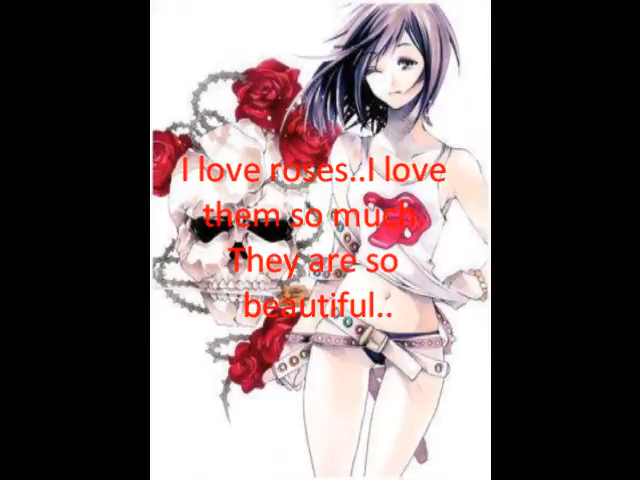 I love roses..I love
them so much.
They are so
beautiful..